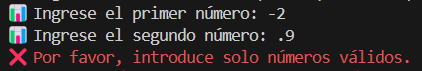 📊 Ingrese el primer número: -2
📊 Ingrese el segundo número: .9
❌ Por favor, introduce solo números válidos.